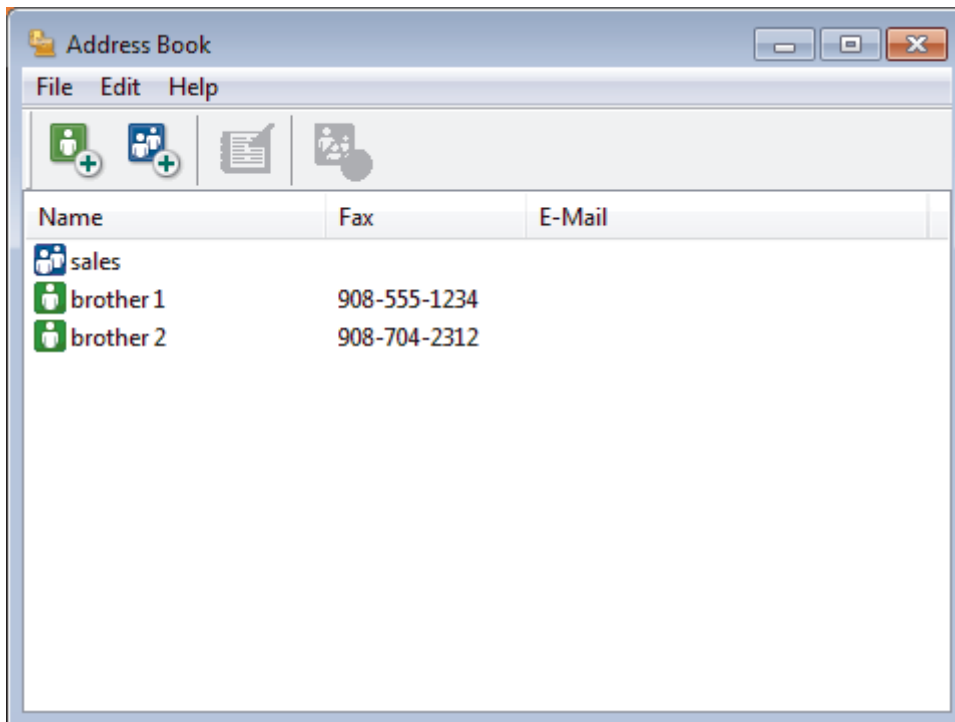 Address Book
File Edit Help
Name Fax E-Mail
sales
brother 1 908-555-1234
brother 2 908-704-2312